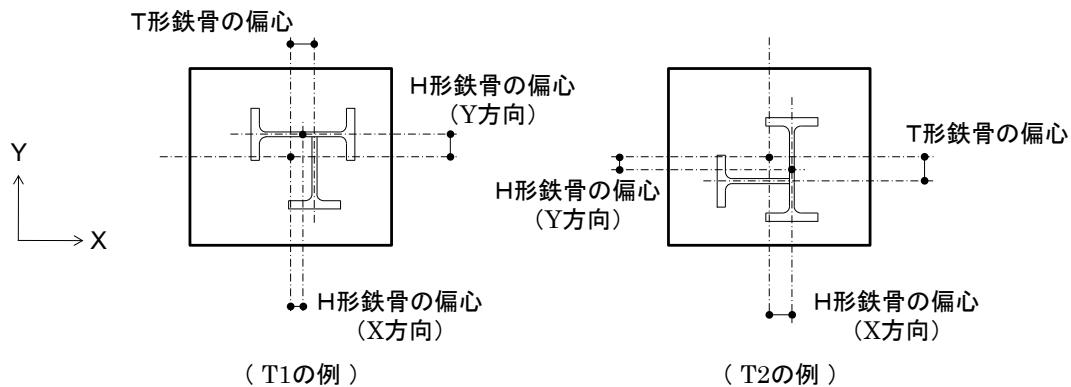 T形鉄骨の偏心
H形鉄骨の偏心
(Y方向)
Y
X
H形鉄骨の偏心
(X方向)
( T1の例 )
T形鉄骨の偏心
H形鉄骨の偏心
(Y方向)
H形鉄骨の偏心
(X方向)
( T2の例 )